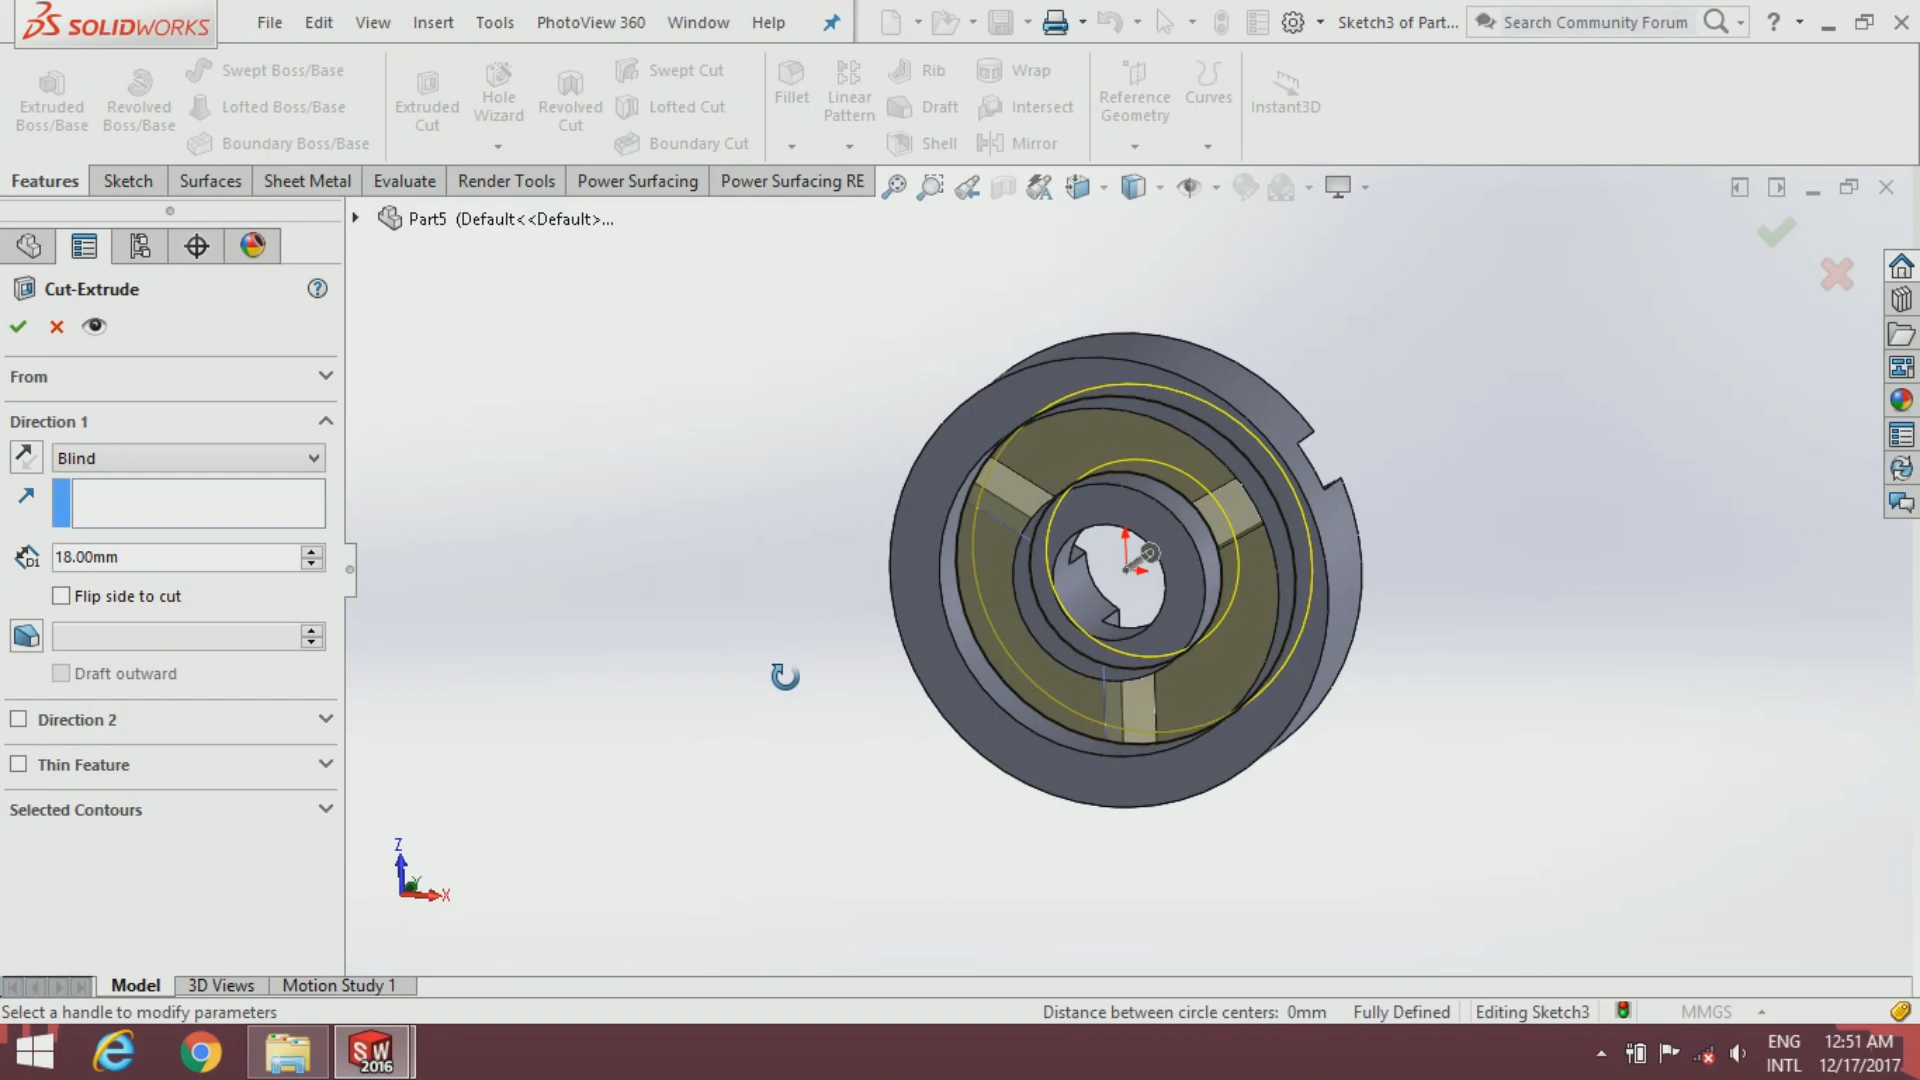 SOLIDWORKS
File Edit View Insert Tools PhotoView 360 Window Help
Sketch3 of Part...
Search Community Forum
?
Extruded Boss/Base
Revolved Boss/Base
Swept Boss/Base
Lofted Boss/Base
Boundary Boss/Base
Extruded Cut
Hole Wizard
Revolved Cut
Swept Cut
Lofted Cut
Boundary Cut
Fillet
Linear Pattern
Rib
Draft
Shell
Wrap
Intersect
Mirror
Reference Geometry
Curves
Instant3D
Features Sketch Surfaces Sheet Metal Evaluate Render Tools Power Surfacing Power Surfacing RE
Part5 (Default<<Default>...
Cut-Extrude
?
From
Direction 1
Blind
D1
18.00mm
Flip side to cut
Draft outward
Direction 2
Thin Feature
Selected Contours
Z
Y
X
Model 3D Views Motion Study 1
Select a handle to modify parameters
Distance between circle centers: 0mm Fully Defined Editing Sketch3 MMGS
SW 2016
ENG 12:51 AM
INTL 12/17/2017